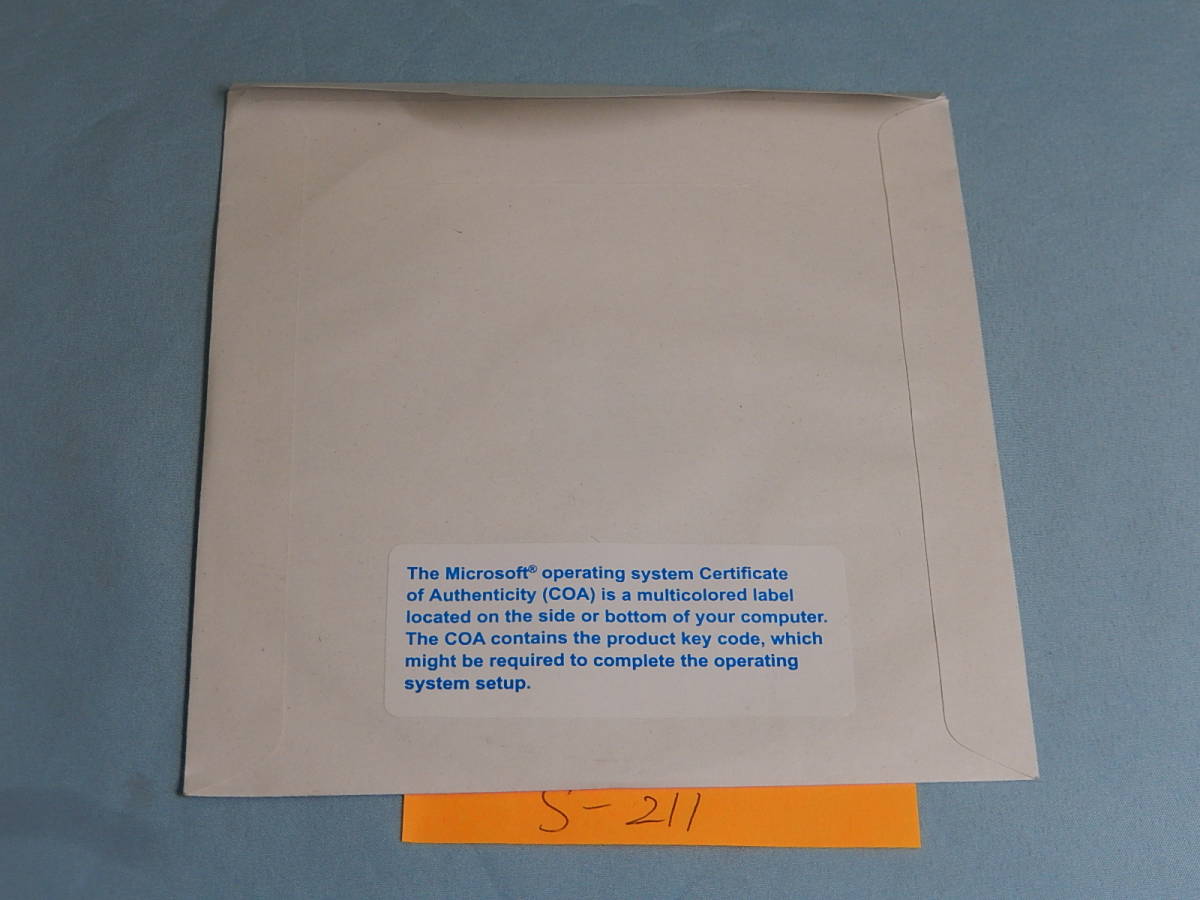 The Microsoft® operating system Certificate
of Authenticity (COA) is a multicolored label
located on the side or bottom of your computer.
The COA contains the product key code, which
might be required to complete the operating
system setup.
S-211